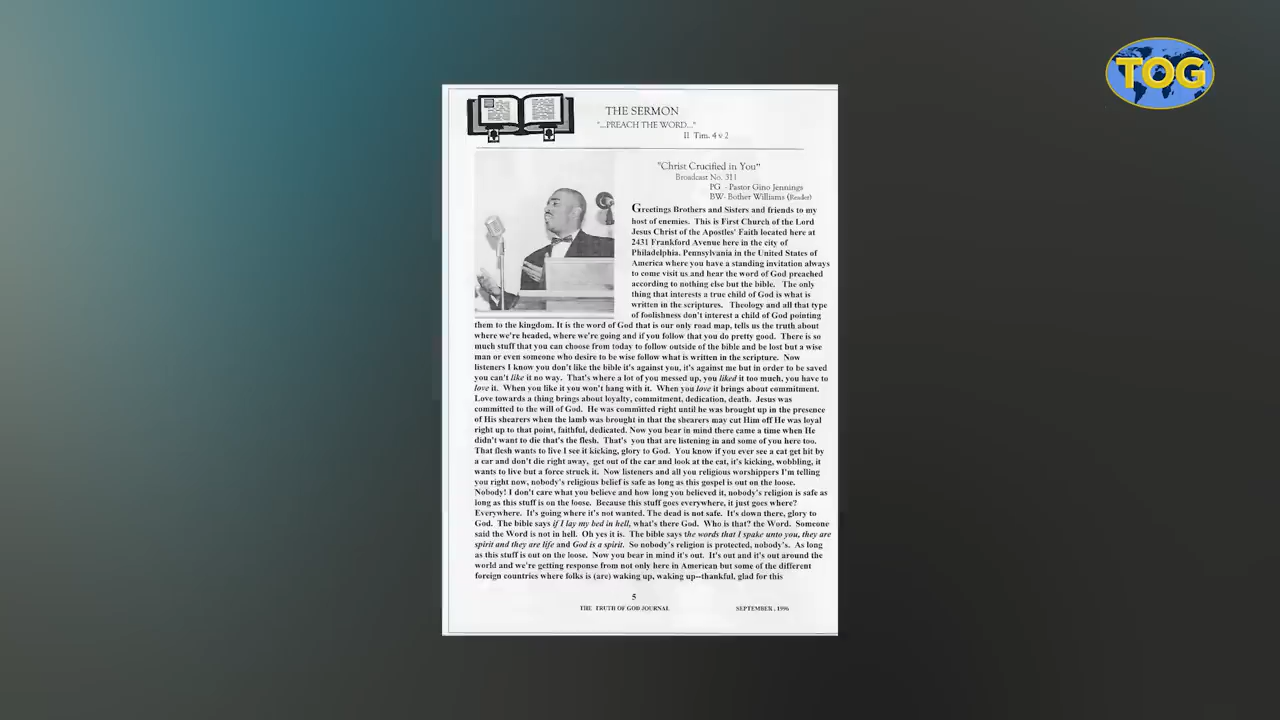 TOG
THE SERMON
"...PREACH THE WORD..."
II Tim. 4 v 2
"Christ Crucified in You"
Broadcast No. 311
PG - Pastor Gino Jennings
BW- Bother Williams (Reader)
Greetings Brothers and Sisters and friends to my
host of enemies. This is First Church of the Lord
Jesus Christ of the Apostles' Faith located here at
2431 Frankford Avenue here in the city of
Philadelphia. Pennsylvania in the United States of
America where you have a standing invitation always
to come visit us and hear the word of God preached
according to nothing else but the bible. The only
thing that interests a true child of God is what is
written in the scriptures. Theology and all that type
of foolishness don't interest a child of God pointing
them to the kingdom. It is the word of God that is our only road map, tells us the truth about
where we're headed, where we're going and if you follow that you do pretty good. There is so
much stuff that you can choose from today to follow outside of the bible and be lost but a wise
man or even someone who desire to be wise follow what is written in the scripture. Now
listeners I know you don't like the bible it's against you, it's against me but in order to be saved
you can't like it no way. That's where a lot of you messed up, you liked it too much, you have to
love it. When you like it you won't hang with it. When you love it brings about commitment.
Love towards a thing brings about loyalty, commitment, dedication, death. Jesus was
committed to the will of God. He was committed right until he was brought up in the presence
of His shearers when the lamb was brought in that the shearers may cut Him off He was loyal
right up to that point, faithful, dedicated. Now you bear in mind there came a time when He
didn't want to die that's the flesh. That's you that are listening in and some of you here too.
That flesh wants to live I see it kicking, glory to God. You know if you ever see a cat get hit by
a car and don't die right away, get out of the car and look at the cat, it's kicking, wobbling, it
wants to live but a force struck it. Now listeners and all you religious worshippers I'm telling
you right now, nobody's religious belief is safe as long as this gospel is out on the loose.
Nobody! I don't care what you believe and how long you believed it, nobody's religion is safe as
long as this stuff is on the loose. Because this stuff goes everywhere, it just goes where?
Everywhere. It's going where it's not wanted. The dead is not safe. It's down there, glory to
God. The bible says if I lay my bed in hell, what's there God. Who is that? the Word. Someone
said the Word is not in hell. Oh yes it is. The bible says the words that I spake unto you, they are
spirit and they are life and God is a spirit. So nobody's religion is protected, nobody's. As long
as this stuff is out on the loose. Now you bear in mind it's out. It's out and it's out around the
world and we're getting response from not only here in American but some of the different
foreign countries where folks is (are) waking up, waking up--thankful, glad for this
5
THE TRUTH OF GOD JOURNAL
SEPTEMBER , 1996